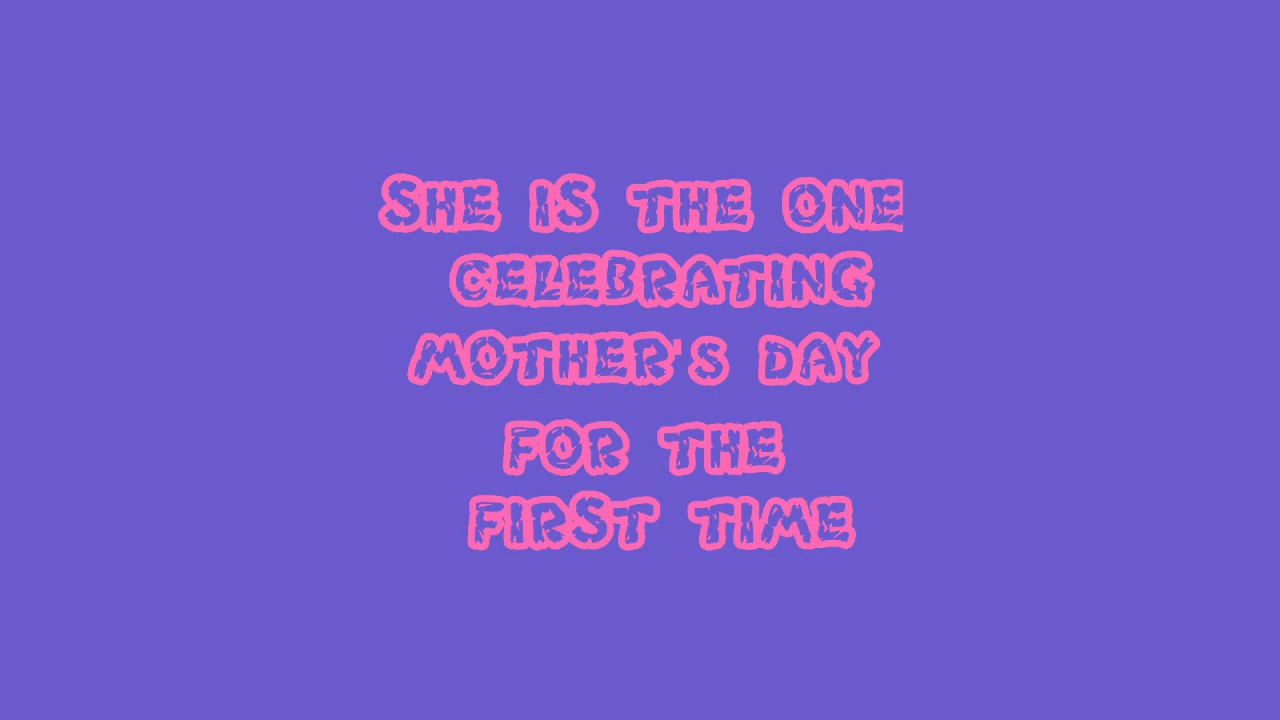 SHE IS THE ONE
CELEBRATING
MOTHER'S DAY
FOR THE
FIRST TIME